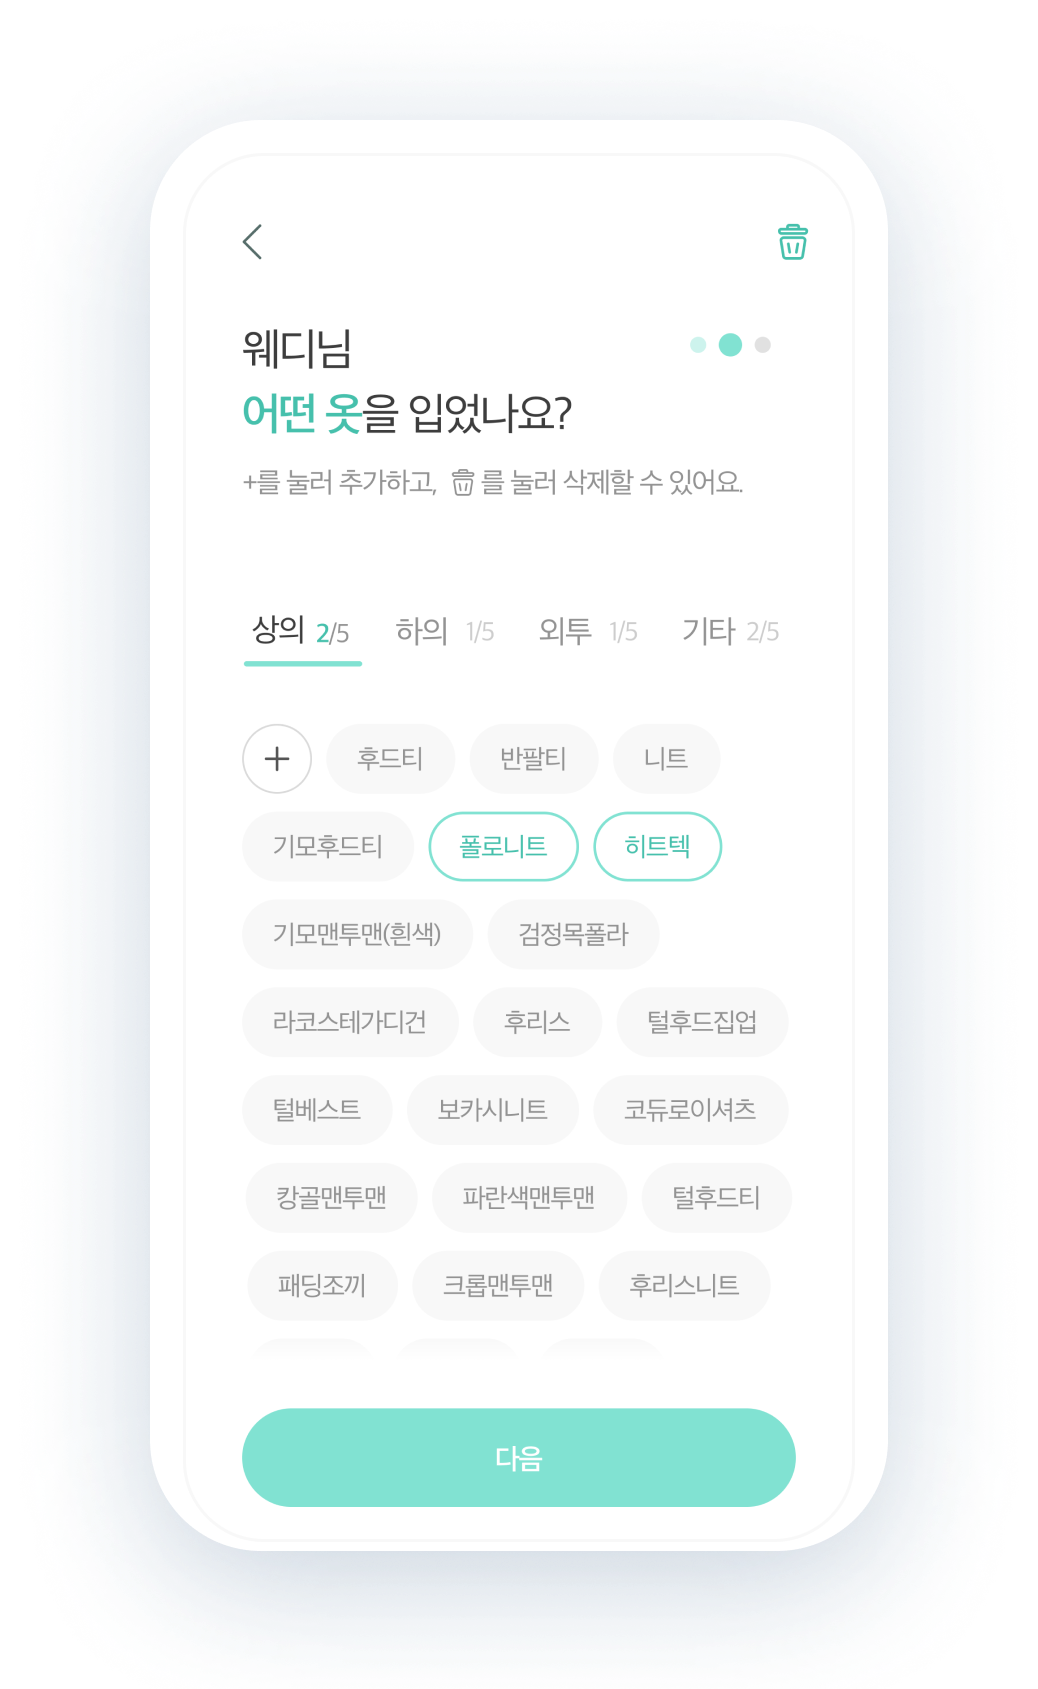 웨디님
어떤 옷을 입었나요?
+를 눌러 추가하고, 를 눌러 삭제할 수 있어요.
상의 2/5 하의 1/5 외투 1/5 기타 2/5
+ 후드티 반팔티 니트
기모후드티 폴로니트 히트텍
기모맨투맨(흰색) 검정목폴라
라코스테가디건 후리스 털후드집업
털베스트 보카시니트 코듀로이셔츠
캉골맨투맨 파란색맨투맨 털후드티
패딩조끼 크롭맨투맨 후리스니트
다음